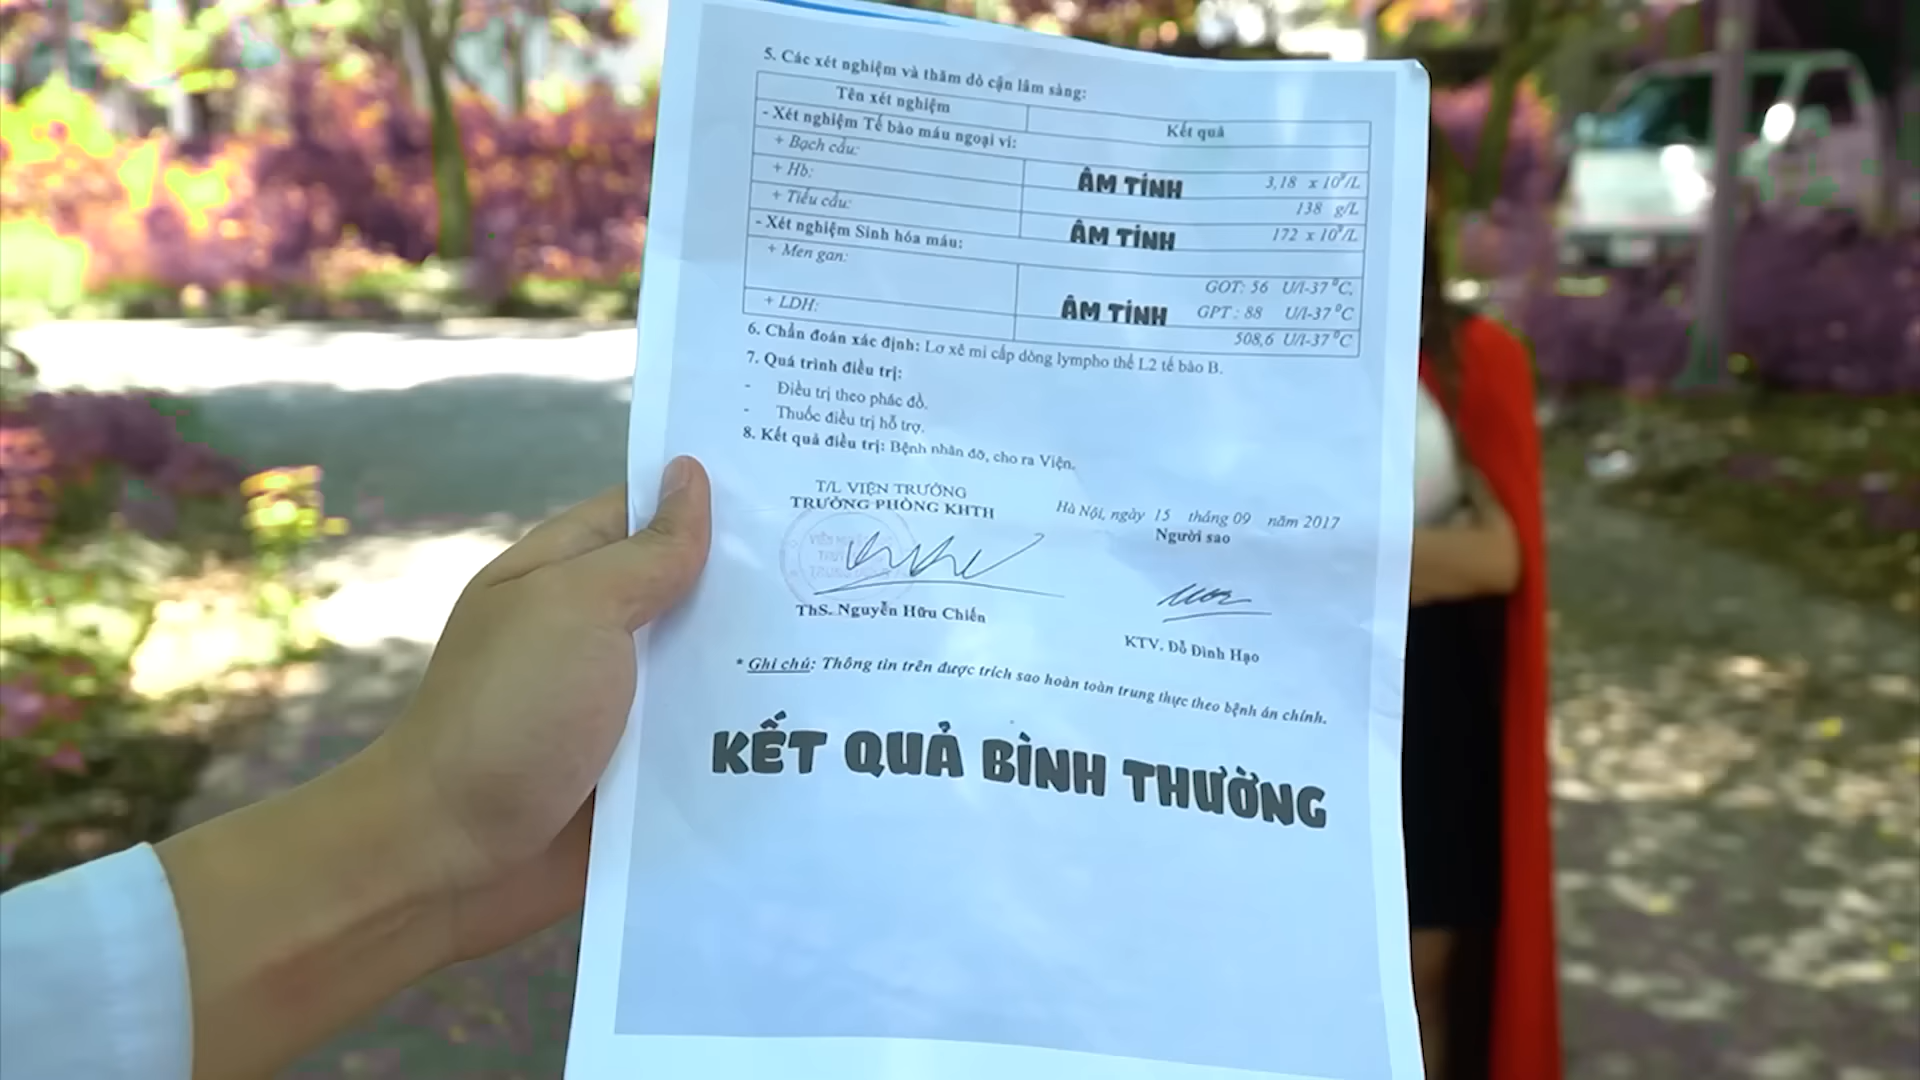 5. Các xét nghiệm và thăm dò cận lâm sàng:
Tên xét nghiệm Kết quả
- Xét nghiệm Tế bào máu ngoại vi:
+ Bạch cầu: ÂM TÍNH 3,18 x 10⁹/L
+ Hb: 138 g/L
+ Tiểu cầu: ÂM TÍNH 172 x 10⁹/L
- Xét nghiệm Sinh hóa máu:
+ Men gan: GOT: 56 U/l-37 ⁰C,
ÂM TÍNH GPT : 88 U/l-37 ⁰C
+ LDH: 508,6 U/l-37 ⁰C
6. Chẩn đoán xác định: Lơ xê mi cấp dòng lympho thể L2 tế bào B.
7. Quá trình điều trị:
- Điều trị theo phác đồ.
- Thuốc điều trị hỗ trợ.
8. Kết quả điều trị: Bệnh nhân đỡ, cho ra Viện.
T/L VIỆN TRƯỞNG
TRƯỞNG PHÒNG KHTH
Hà Nội, ngày 15 tháng 09 năm 2017
Người sao
ThS. Nguyễn Hữu Chiến
KTV. Đỗ Đình Hạo
* Ghi chú: Thông tin trên được trích sao hoàn toàn trung thực theo bệnh án chính.
KẾT QUẢ BÌNH THƯỜNG